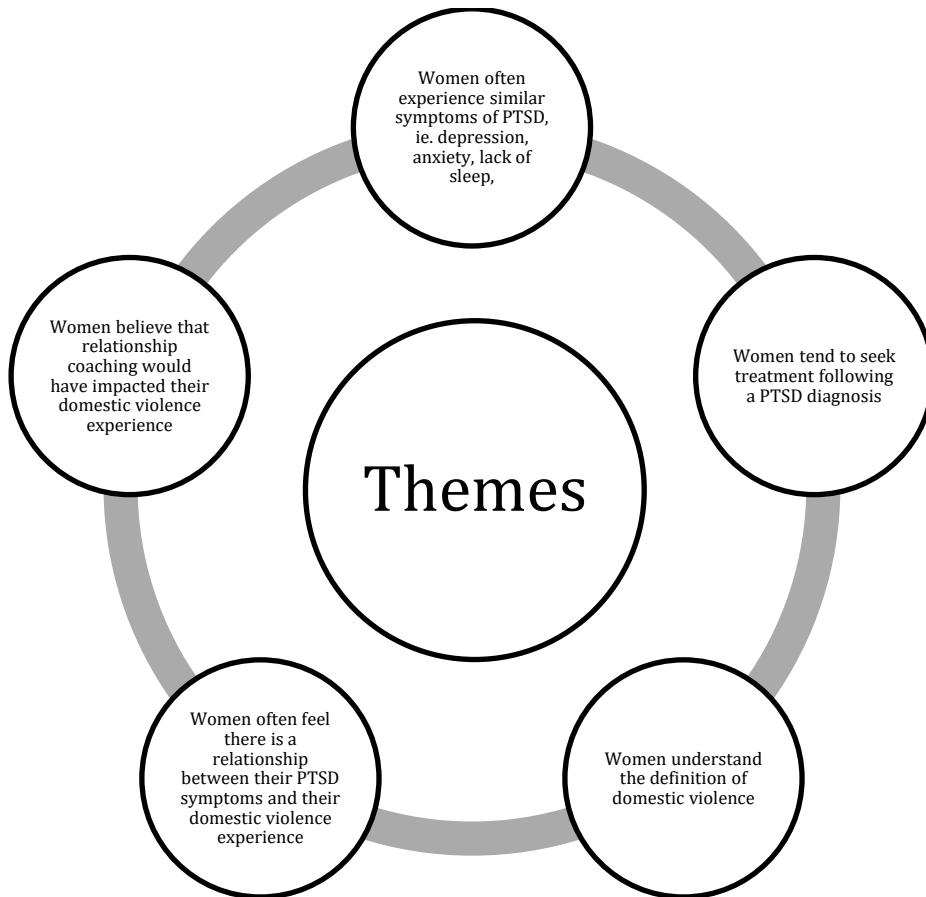 Women often
experience similar
symptoms of PTSD,
ie. depression,
anxiety, lack of
sleep,
Women tend to seek
treatment following
a PTSD diagnosis
Women understand
the definition of
domestic violence
Women often feel
there is a
relationship
between their PTSD
symptoms and their
domestic violence
experience
Women believe that
relationship
coaching would
have impacted their
domestic violence
experience
Themes